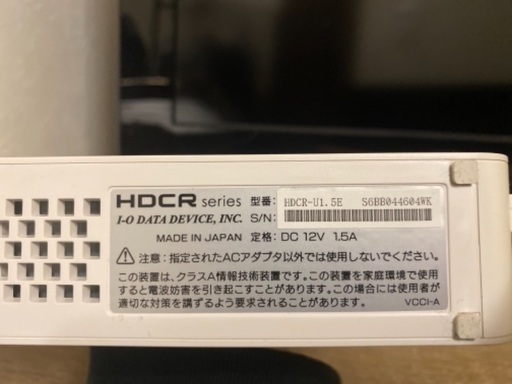 HDCR series 型番: HDCR-U1.5E S6BB044604WK
I-O DATA DEVICE, INC. S/N:
MADE IN JAPAN 定格: DC 12V 1.5A
⚠注意:指定されたACアダプタ以外では使用しないでください。
この装置は、クラスA情報技術装置です。この装置を家庭環境で使用
すると電波妨害を引き起こすことがあります。この場合には使用者が
適切な対策を講ずるよう要求されることがあります。 VCCI-A